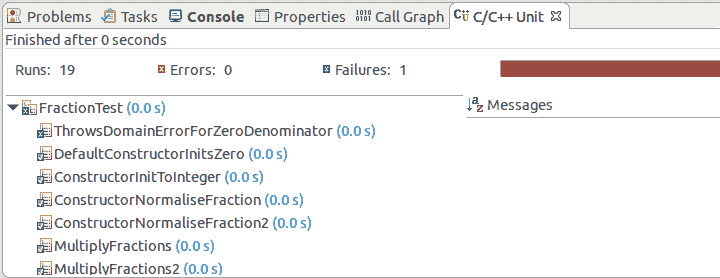 Problems Tasks Console Properties Call Graph C/C++ Unit
Finished after 0 seconds
Runs: 19 Errors: 0 Failures: 1
FractionTest (0.0 s)
Messages
ThrowsDomainErrorForZeroDenominator (0.0 s)
DefaultConstructorInitsZero (0.0 s)
ConstructorInitToInteger (0.0 s)
ConstructorNormaliseFraction (0.0 s)
ConstructorNormaliseFraction2 (0.0 s)
MultiplyFractions (0.0 s)
MultiplyFractions2 (0.0 s)